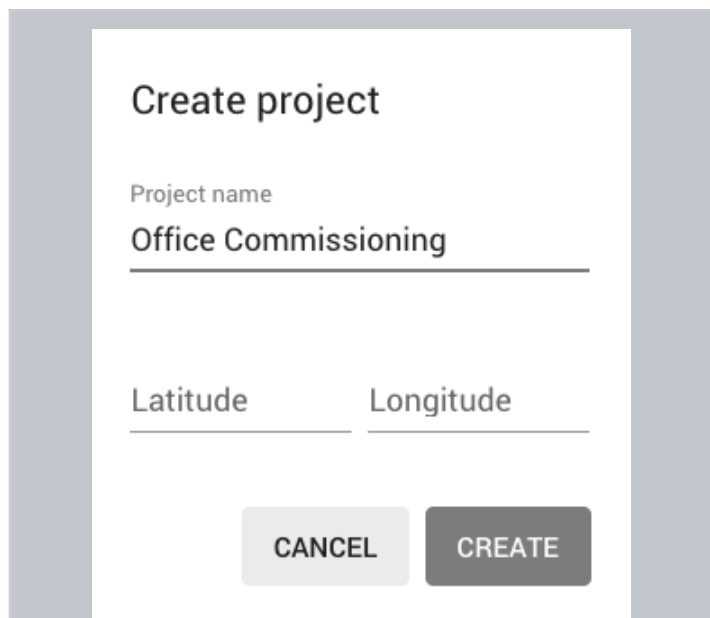 Create project
Project name
Office Commissioning
Latitude Longitude
CANCEL CREATE